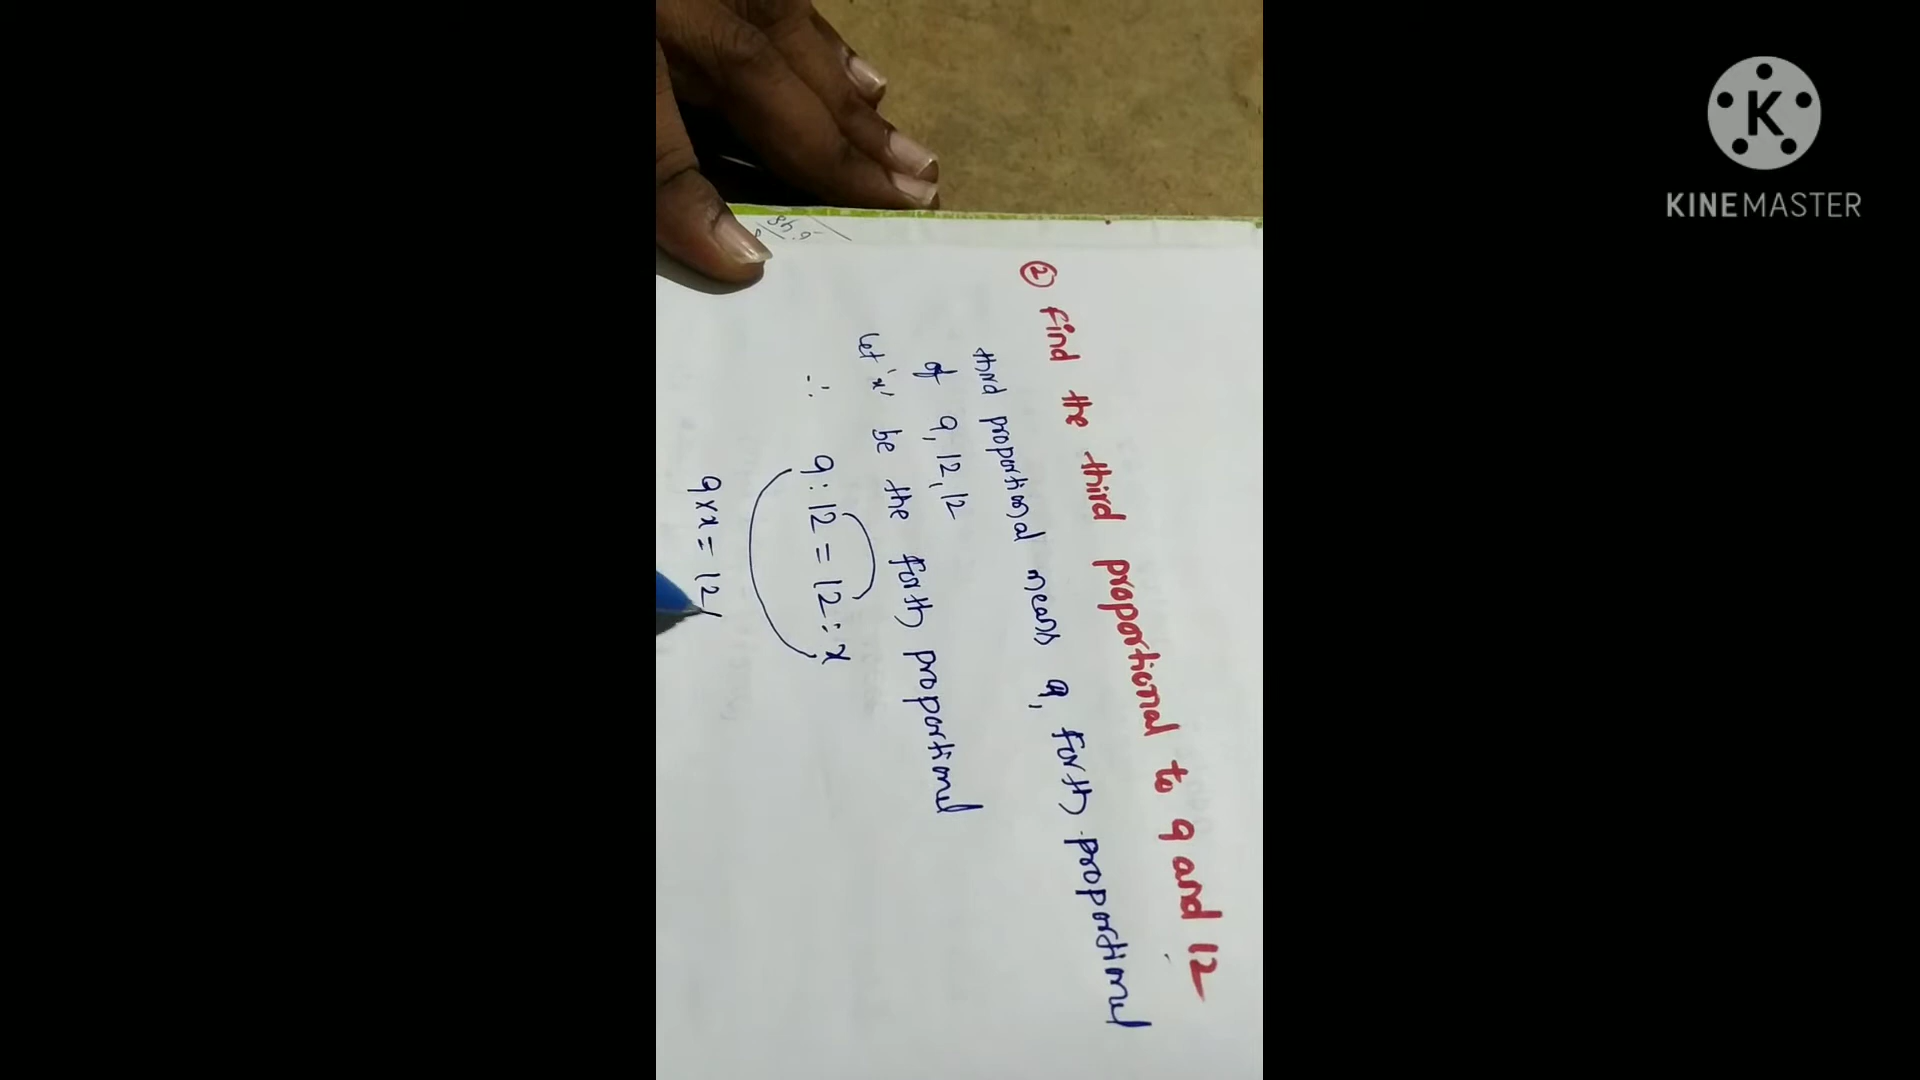 ② Find the third proportional to 9 and 12
third proportional means 9, forth proportional
of 9, 12, 12
Let 'x' be the forth proportional
∴ 9 : 12 = 12 : x
9 x x = 12
KINEMASTER